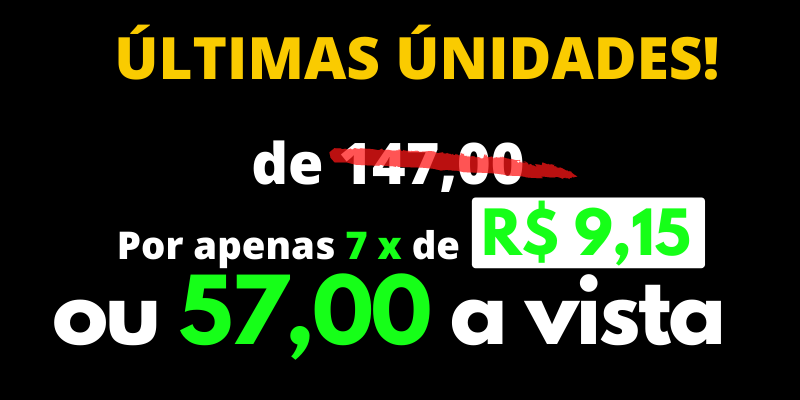 ÚLTIMAS ÚNIDADES!
de 147,00
Por apenas 7 x de R$ 9,15
ou 57,00 a vista